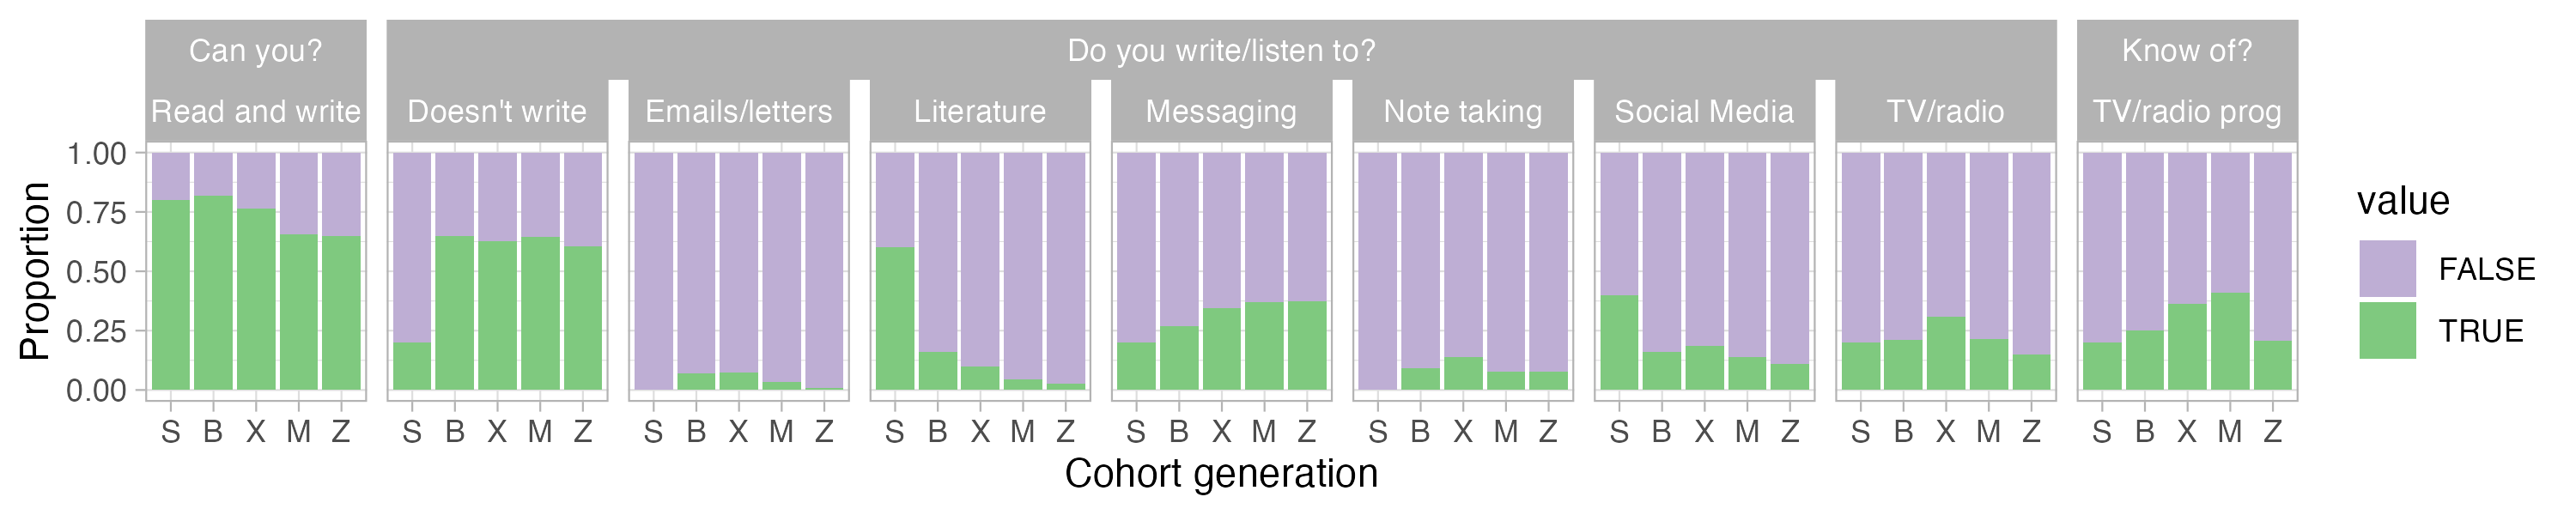 Can you? Do you write/listen to? Know of?
Read and write Doesn't write Emails/letters Literature Messaging Note taking Social Media TV/radio TV/radio prog
1.00
0.75
0.50
0.25
0.00
Proportion
S B X M Z S B X M Z S B X M Z S B X M Z S B X M Z S B X M Z S B X M Z S B X M Z S B X M Z
Cohort generation
value
FALSE
TRUE